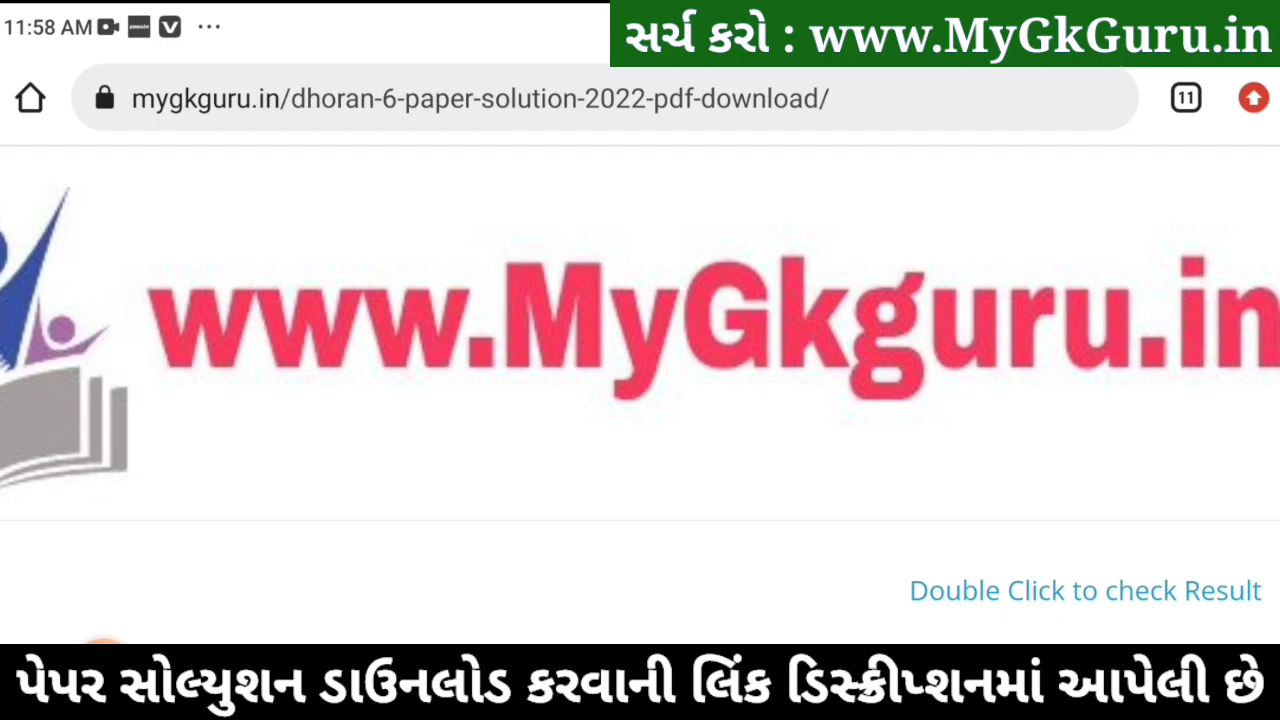 11:58 AM
સર્ચ કરો : www.MyGkGuru.in
mygkguru.in/dhoran-6-paper-solution-2022-pdf-download/
11
www.MyGkguru.in
Double Click to check Result
પેપર સોલ્યુશન ડાઉનલોડ કરવાની લિંક ડિસ્ક્રીપ્શનમાં આપેલી છે